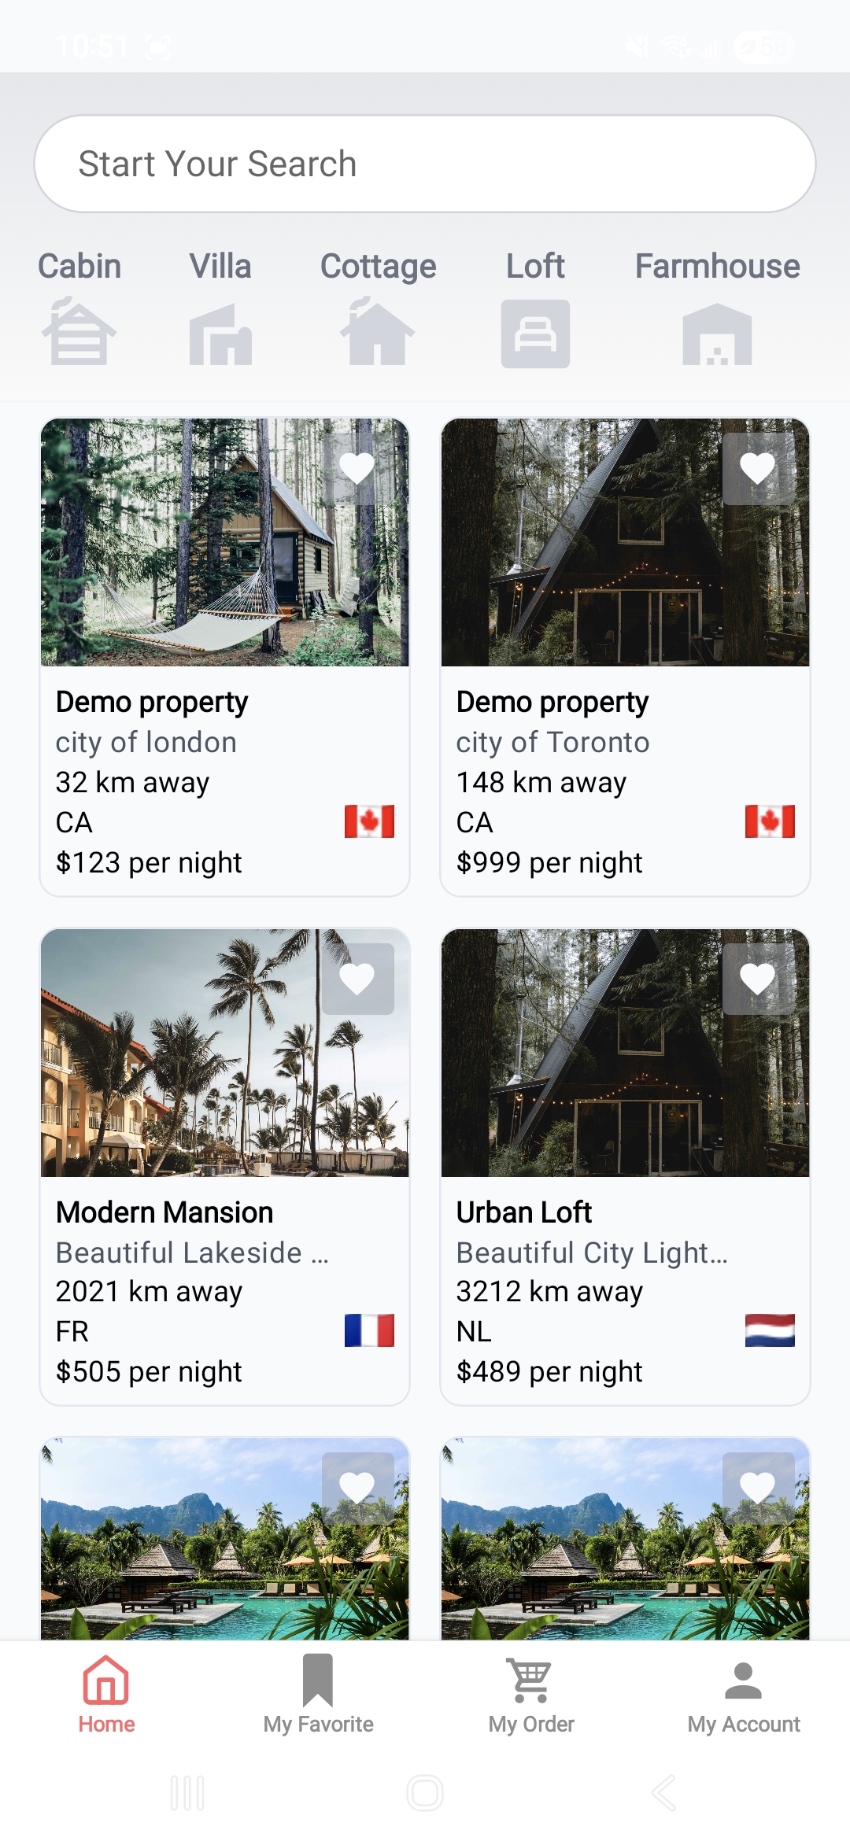 10:51
58
Start Your Search
Cabin Villa Cottage Loft Farmhouse
Demo property
city of london
32 km away
CA
$123 per night
Demo property
city of Toronto
148 km away
CA
$999 per night
Modern Mansion
Beautiful Lakeside ...
2021 km away
FR
$505 per night
Urban Loft
Beautiful City Light...
3212 km away
NL
$489 per night
Home My Favorite My Order My Account